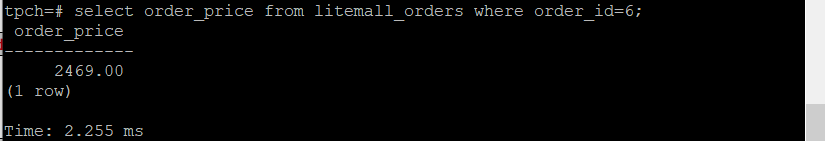 tpch=# select order_price from litemall_orders where order_id=6;
order_price
-------------
2469.00
(1 row)
Time: 2.255 ms